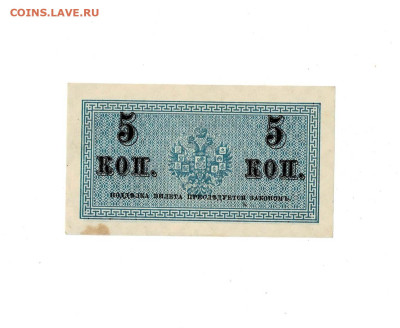 COINS.LAVE.RU
5 5
КОП. КОП.
ПОДДѢЛКА БИЛЕТА ПРЕСЛѢДУЕТСЯ ЗАКОНОМЪ.